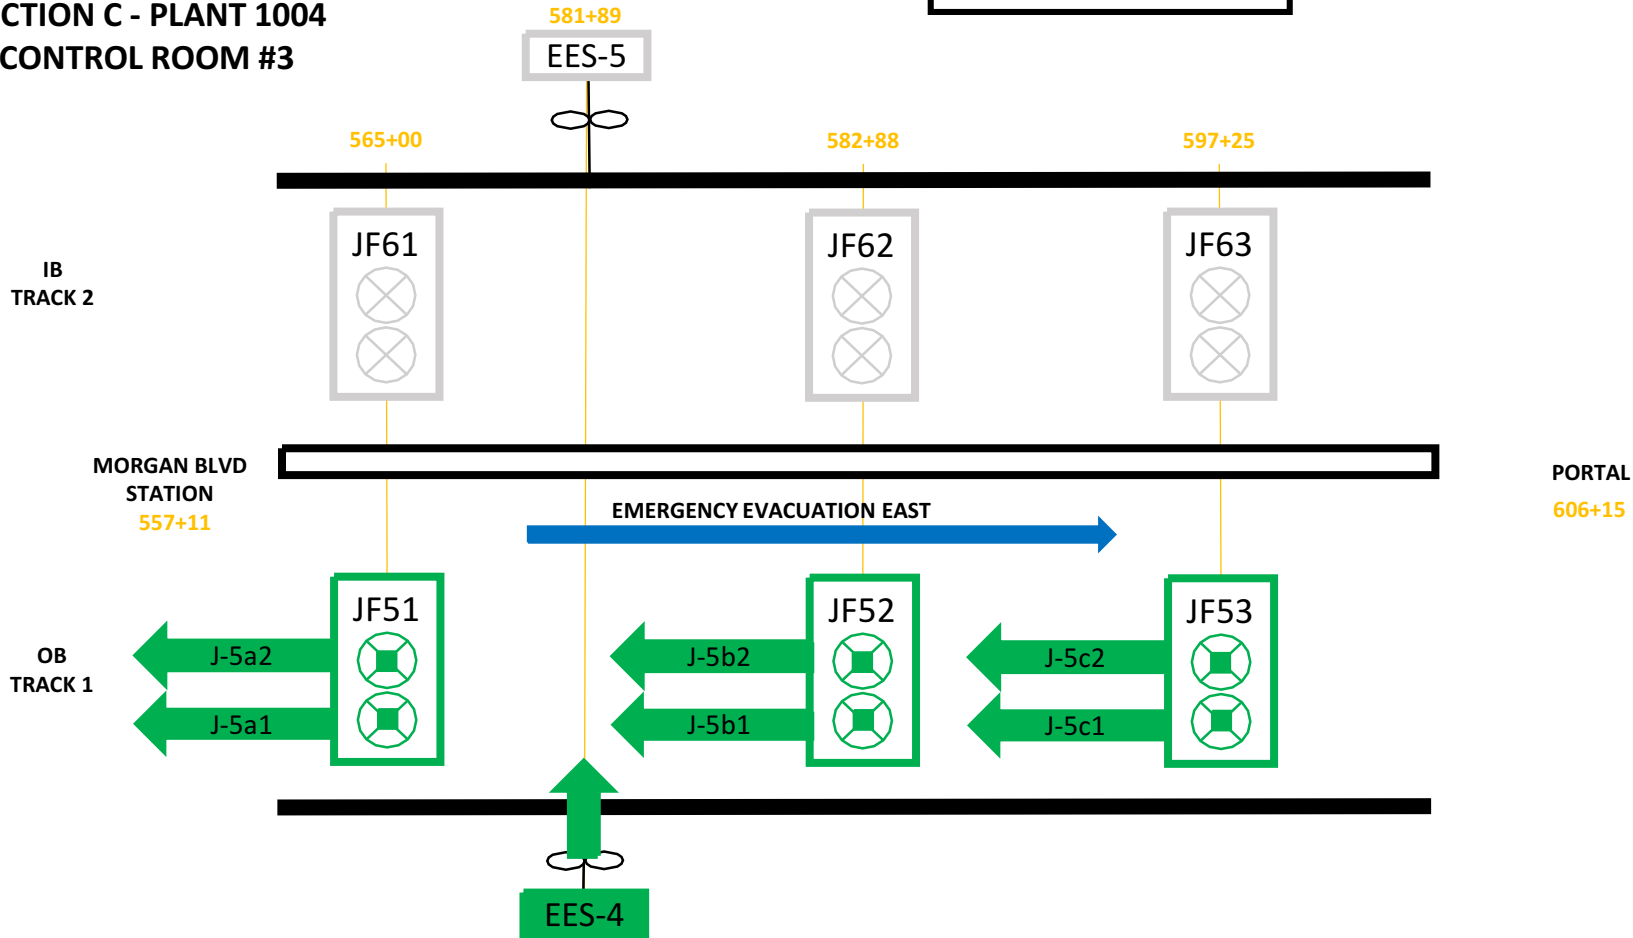 CTION C - PLANT 1004
CONTROL ROOM #3
581+89
EES-5
565+00
582+88
597+25
JF61
JF62
JF63
IB
TRACK 2
MORGAN BLVD
STATION
557+11
PORTAL
606+15
EMERGENCY EVACUATION EAST
JF51
JF52
JF53
OB
TRACK 1
J-5a2
J-5b2
J-5c2
J-5a1
J-5b1
J-5c1
EES-4